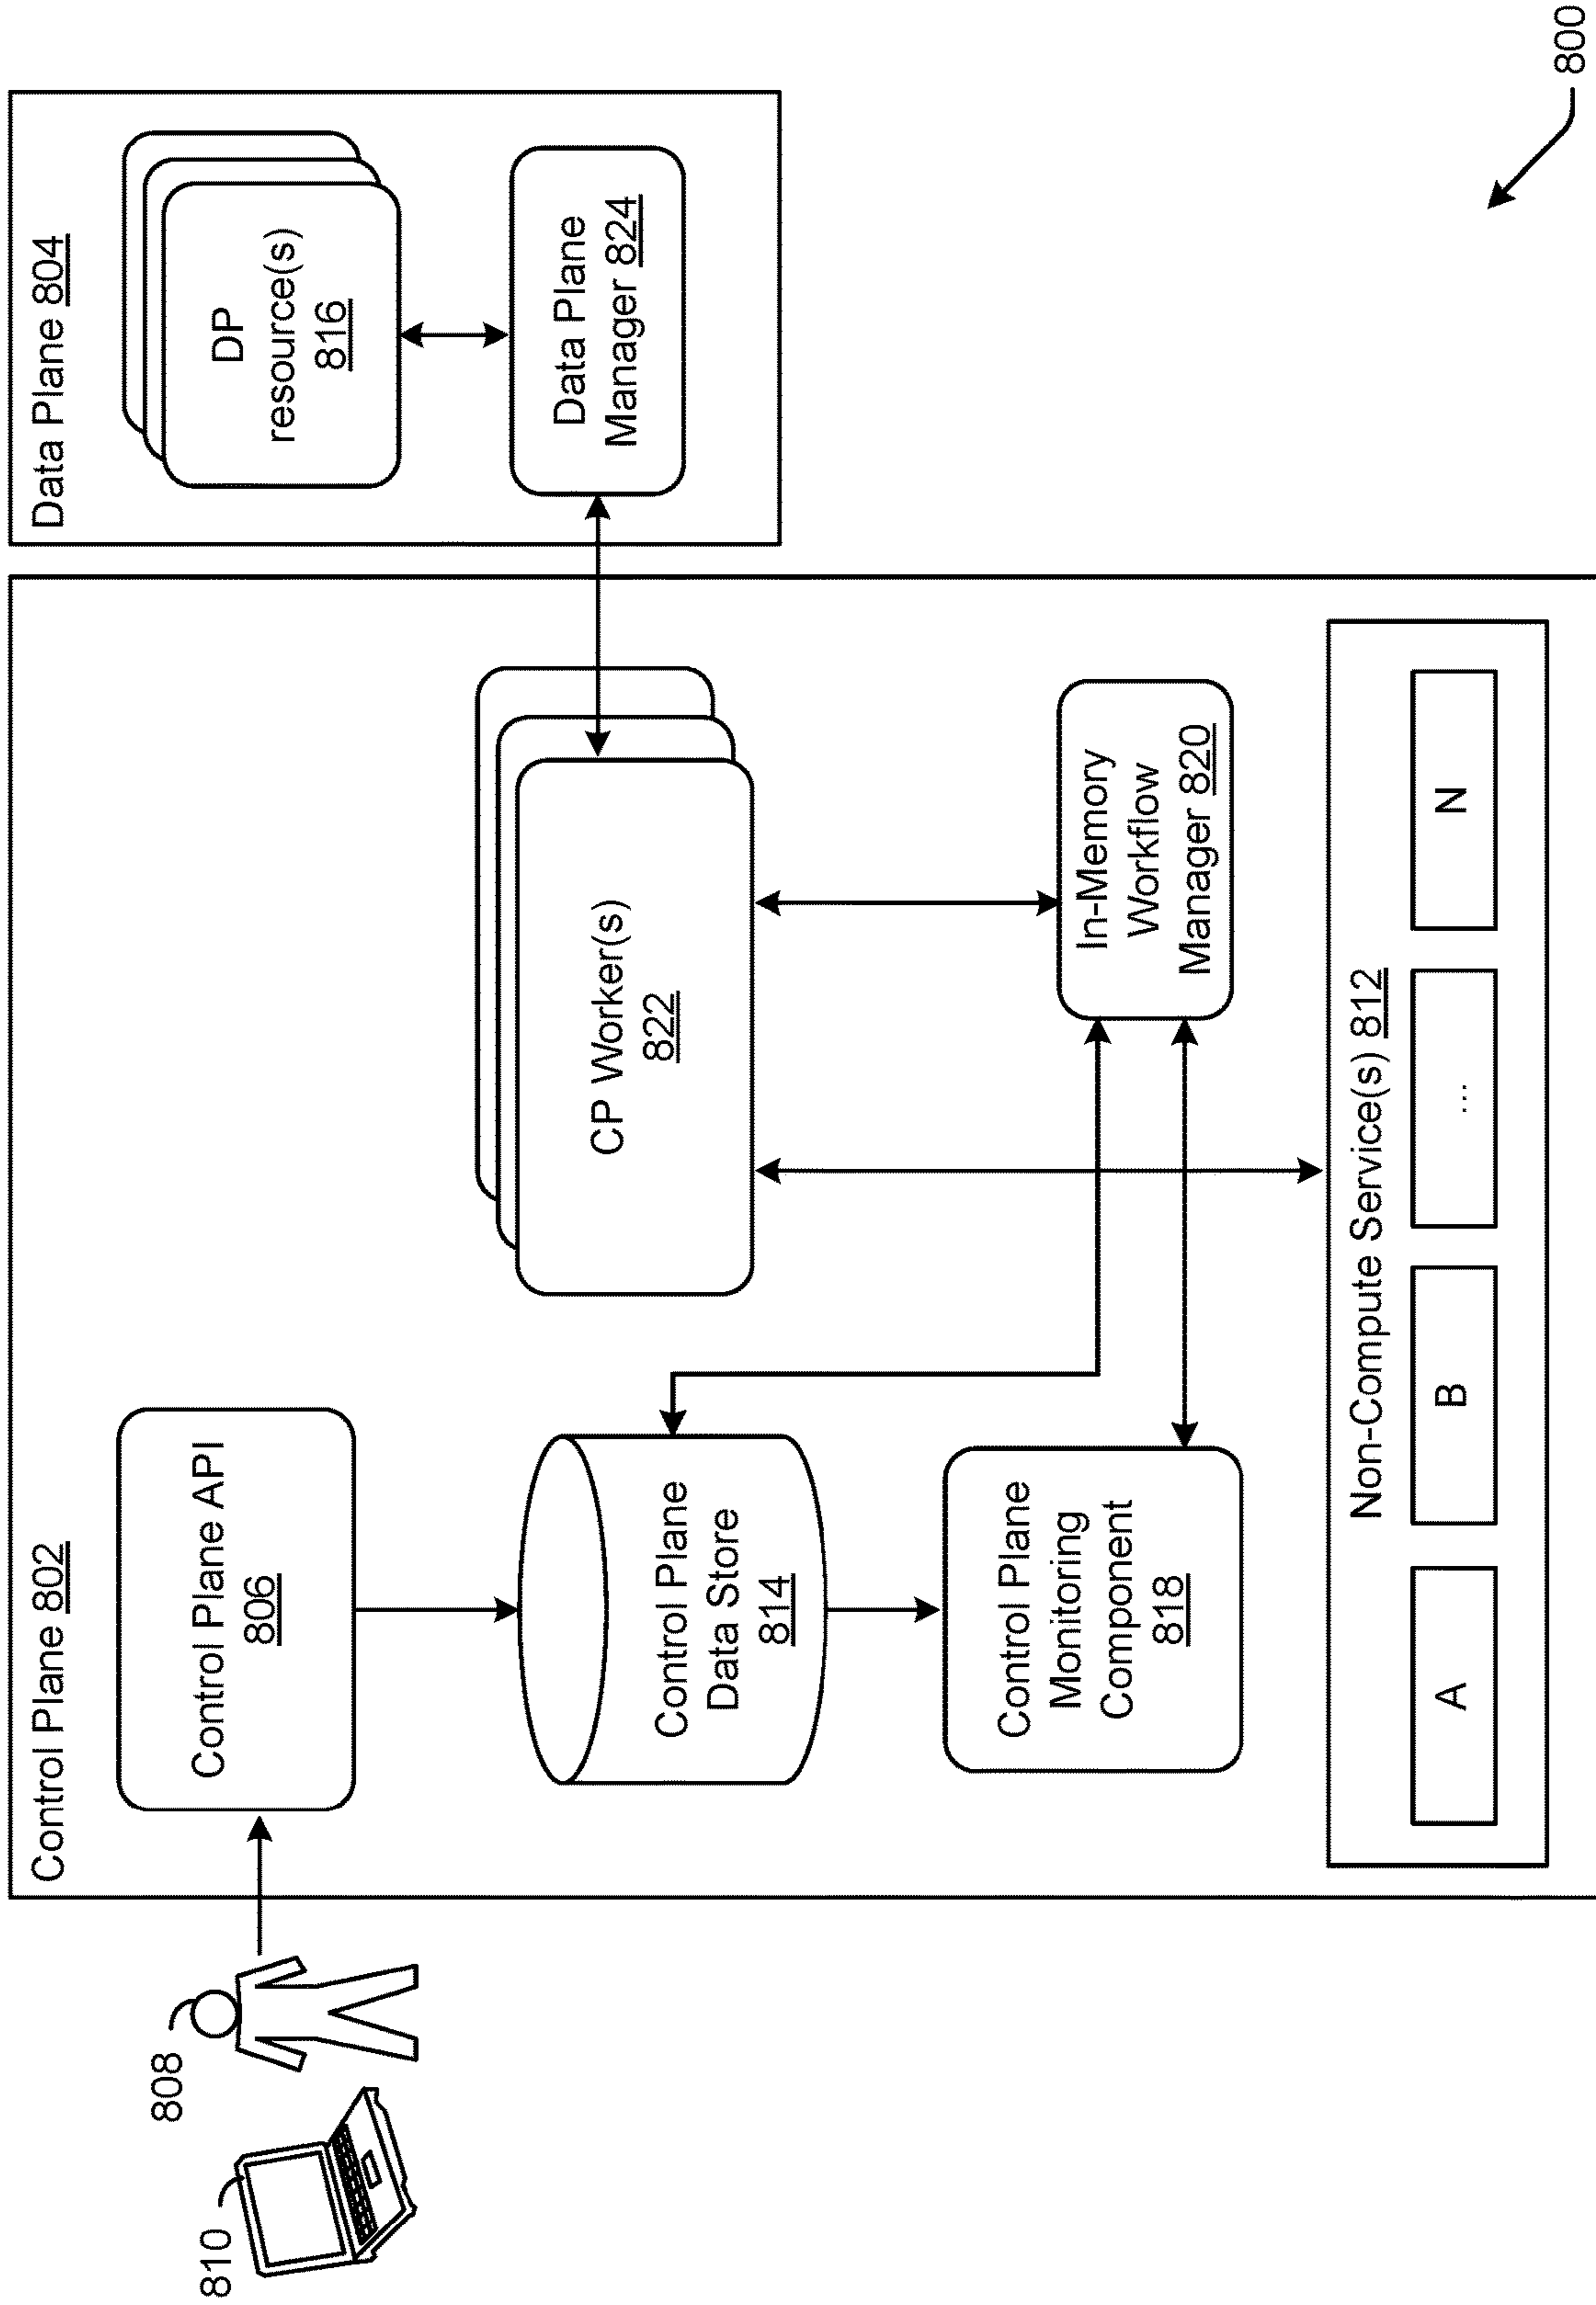 810
808
Control Plane 802
Control Plane API
806
Control Plane
Data Store
814
Control Plane
Monitoring
Component
818
CP Worker(s)
822
In-Memory
Workflow
Manager 820
Non-Compute Service(s) 812
A
B
...
N
Data Plane 804
DP
resource(s)
816
Data Plane
Manager 824
800